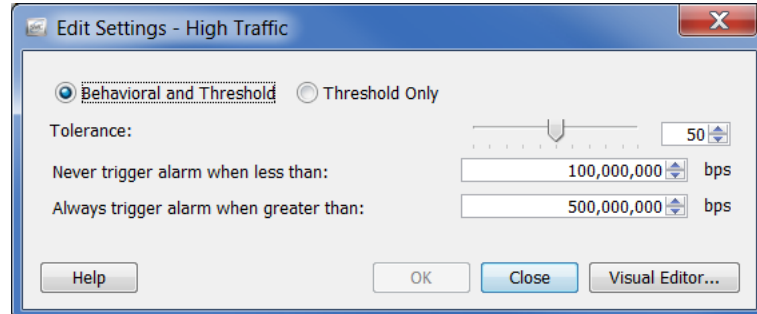 Edit Settings - High Traffic
Behavioral and Threshold Threshold Only
Tolerance: 50
Never trigger alarm when less than: 100,000,000 bps
Always trigger alarm when greater than: 500,000,000 bps
Help OK Close Visual Editor...